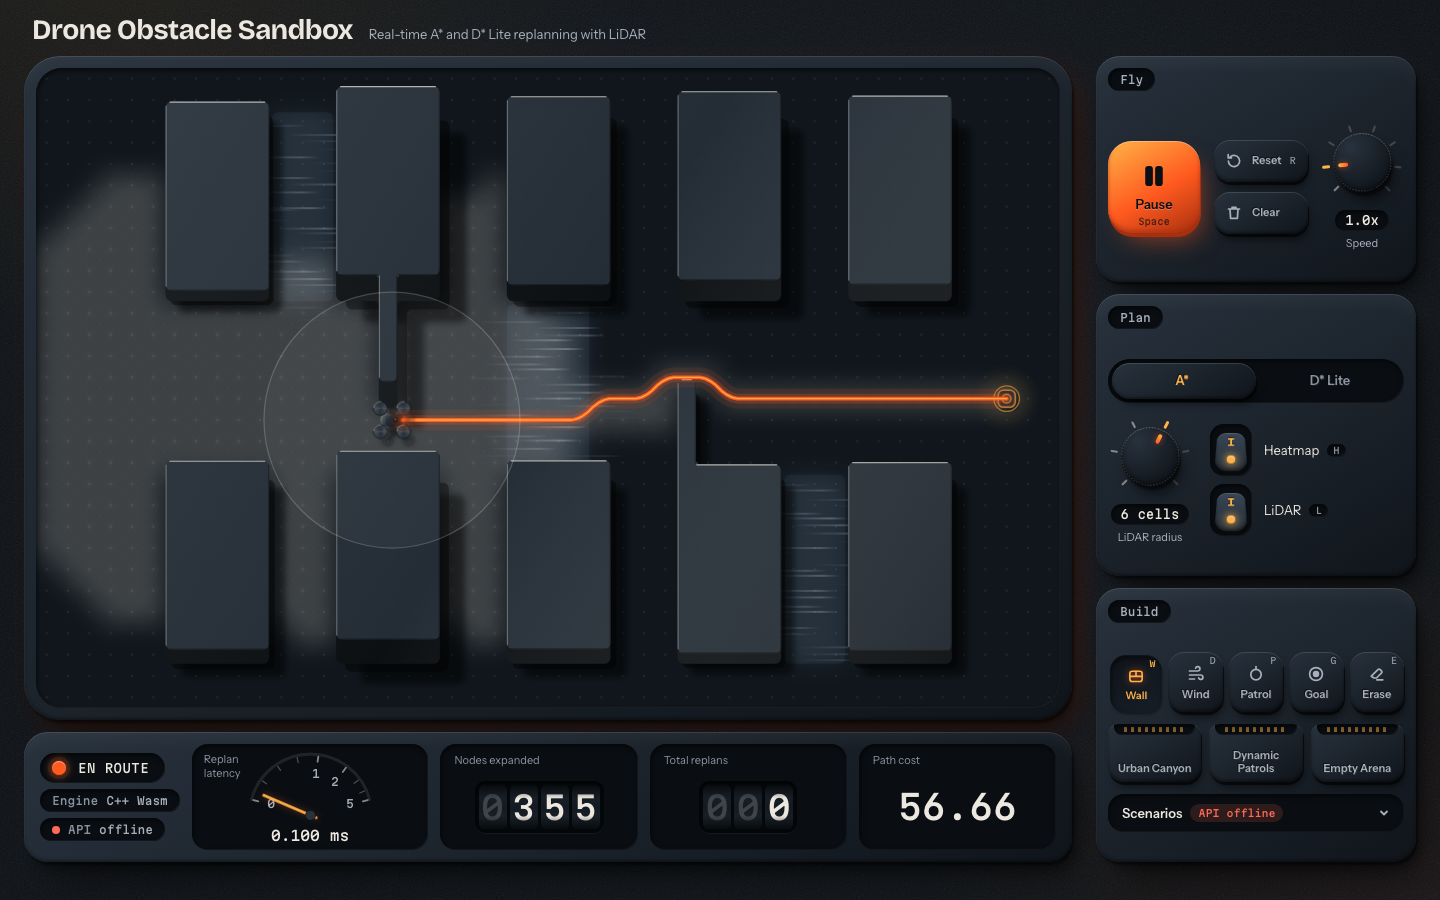 Drone Obstacle Sandbox
Real-time A* and D* Lite replanning with LiDAR
Fly
Pause
Space
Reset R
Clear
1.0x
Speed
Plan
A*
D* Lite
6 cells
LiDAR radius
I
Heatmap H
I
LiDAR L
Build
W
Wall
D
Wind
P
Patrol
G
Goal
E
Erase
Urban Canyon
Dynamic
Patrols
Empty Arena
Scenarios API offline
EN ROUTE
Engine C++ Wasm
API offline
Replan
latency
0 1 2 5
0.100 ms
Nodes expanded
0355
Total replans
000
Path cost
56.66